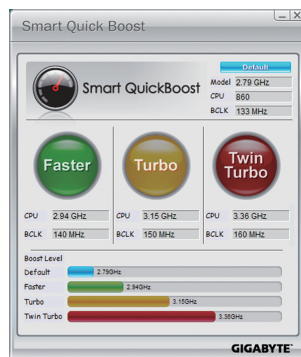 Smart Quick Boost
Default
Smart QuickBoost
Model 2.79 GHz
CPU 860
BCLK 133 MHz
Faster
Turbo
Twin
Turbo
CPU 2.94 GHz CPU 3.15 GHz CPU 3.36 GHz
BCLK 140 MHz BCLK 150 MHz BCLK 160 MHz
Boost Level
Default 2.79GHz
Faster 2.94GHz
Turbo 3.15GHz
Twin Turbo 3.36GHz
GIGABYTE™